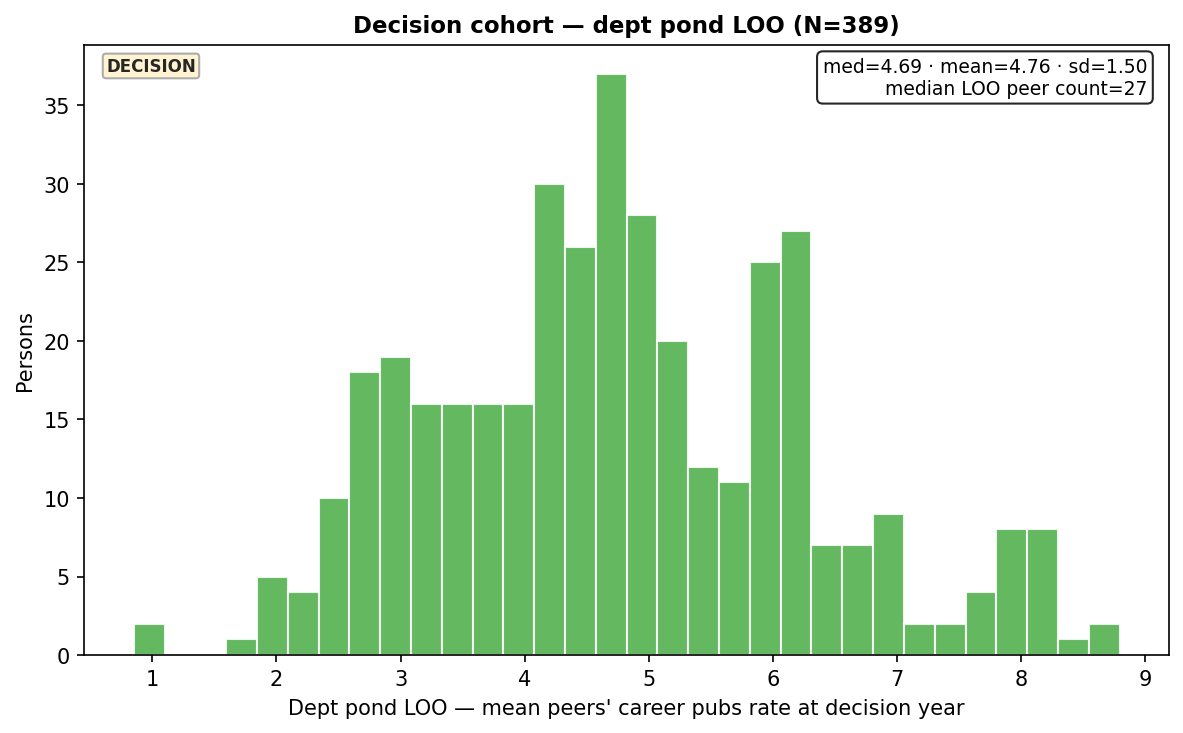 Decision cohort — dept pond LOO (N=389)
DECISION
med=4.69 · mean=4.76 · sd=1.50
median LOO peer count=27
Persons
35
30
25
20
15
10
5
0
1 2 3 4 5 6 7 8 9
Dept pond LOO — mean peers' career pubs rate at decision year